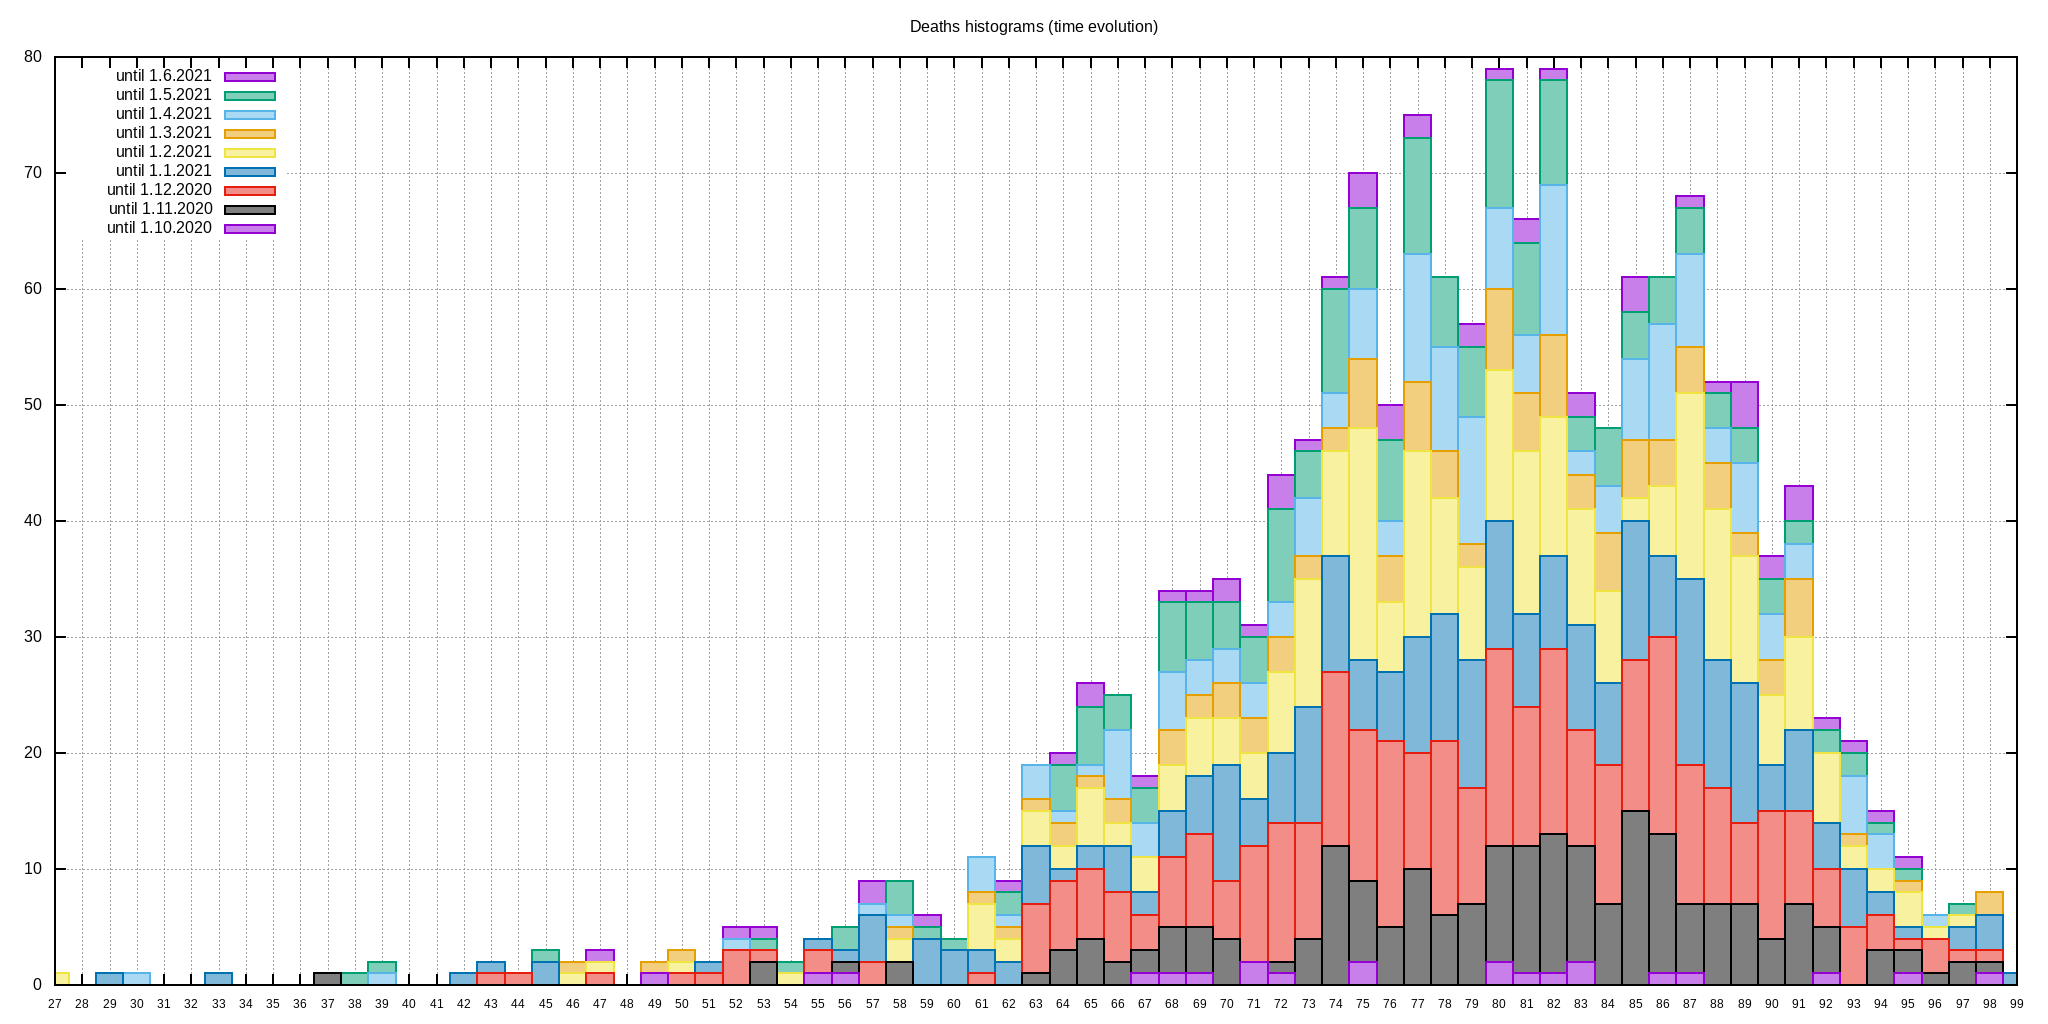 Deaths histograms (time evolution)
80
until 1.6.2021
until 1.5.2021
until 1.4.2021
until 1.3.2021
until 1.2.2021
until 1.1.2021
until 1.12.2020
until 1.11.2020
until 1.10.2020
70
60
50
40
30
20
10
0
27 28 29 30 31 32 33 34 35 36 37 38 39 40 41 42 43 44 45 46 47 48 49 50 51 52 53 54 55 56 57 58 59 60 61 62 63 64 65 66 67 68 69 70 71 72 73 74 75 76 77 78 79 80 81 82 83 84 85 86 87 88 89 90 91 92 93 94 95 96 97 98 99